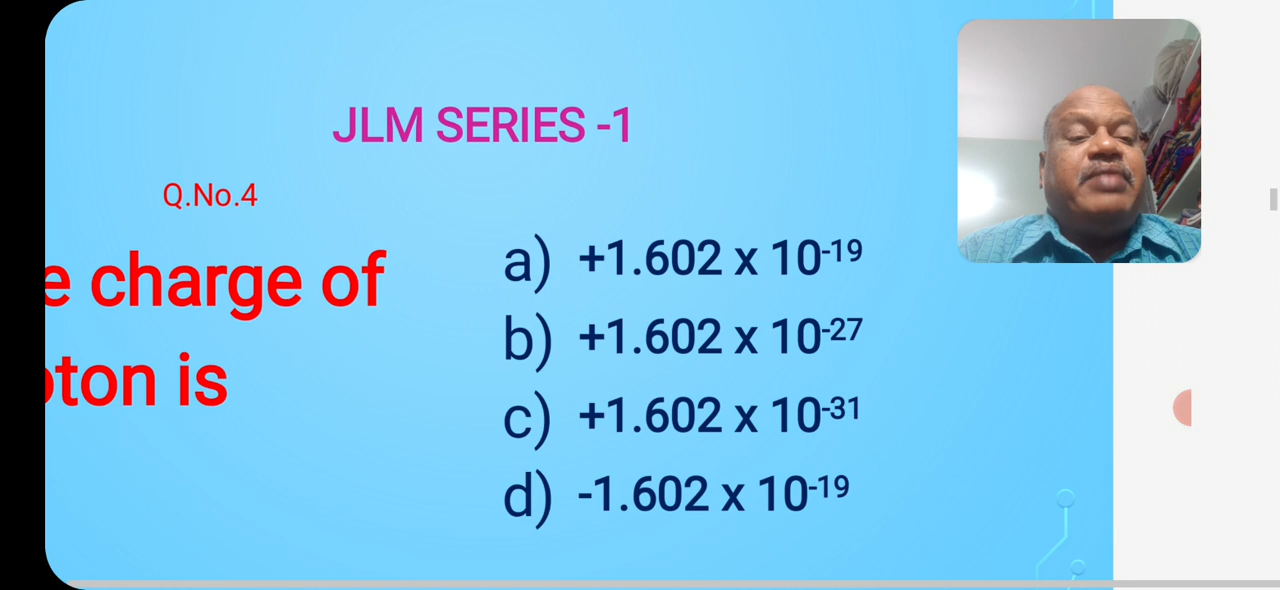 JLM SERIES -1
Q.No.4
e charge of
ton is
a) +1.602 x 10-19
b) +1.602 x 10-27
c) +1.602 x 10-31
d) -1.602 x 10-19